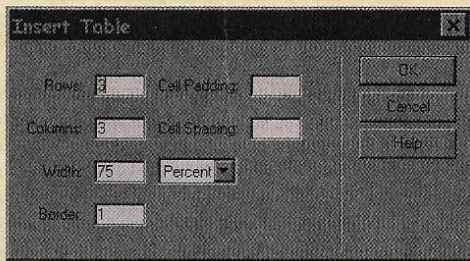 Insert Table
Rows: 3 Cell Padding:
Columns: 3 Cell Spacing:
Width: 75 Percent
Border: 1
OK
Cancel
Help